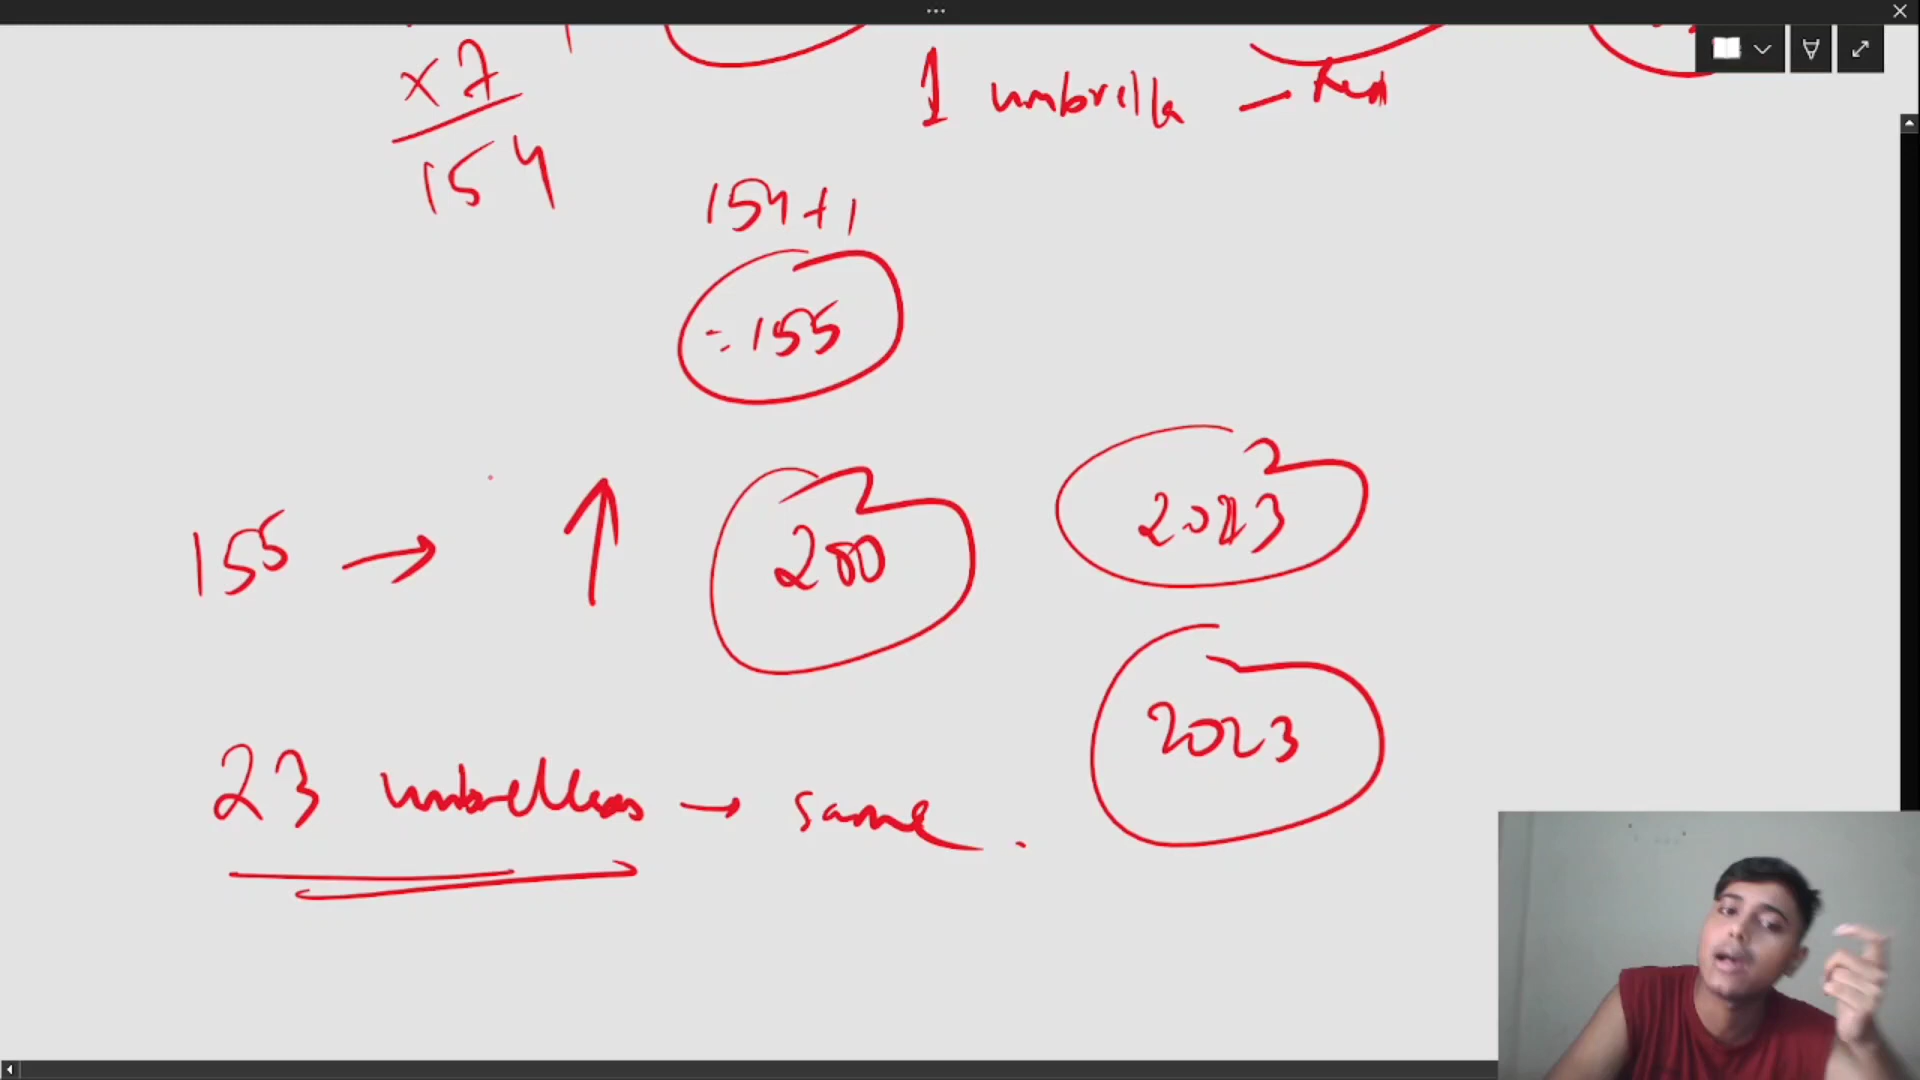 x7
154
1 umbrella – Red
154+1
=155
155 → ↑ 200 2023
2023
23 umbrellas → same.